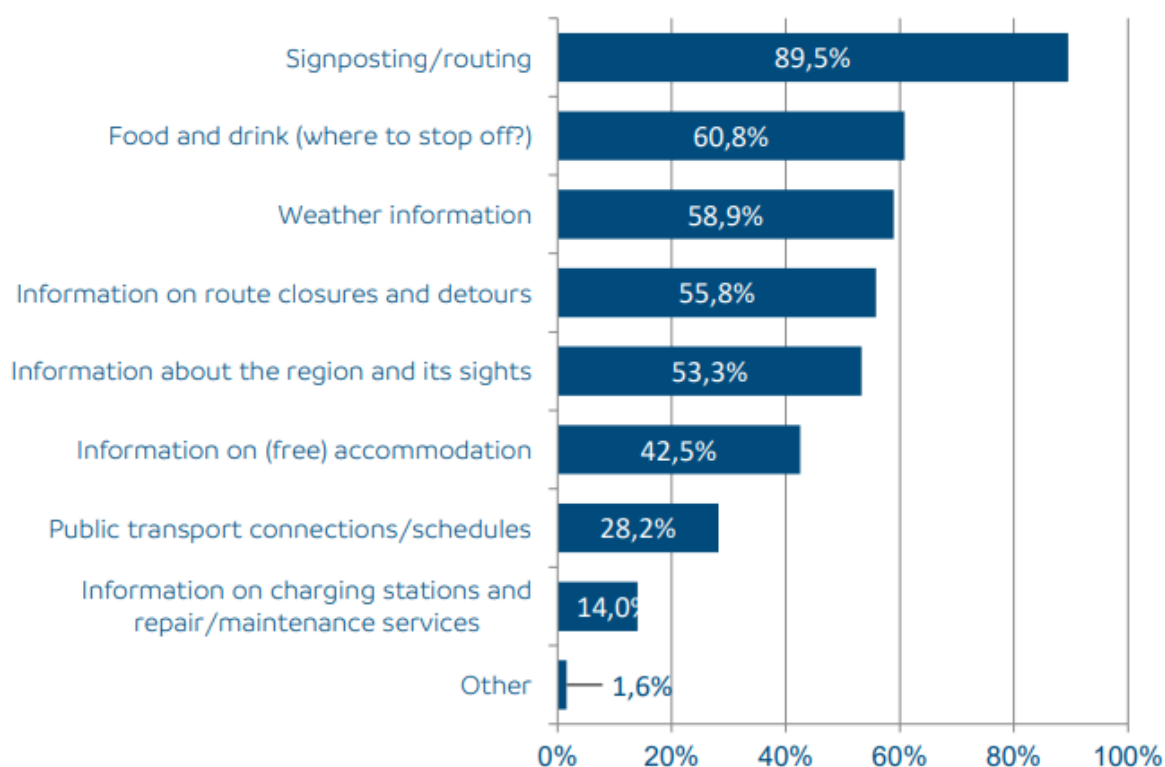 Signposting/routing
89,5%
Food and drink (where to stop off?)
60,8%
Weather information
58,9%
Information on route closures and detours
55,8%
Information about the region and its sights
53,3%
Information on (free) accommodation
42,5%
Public transport connections/schedules
28,2%
Information on charging stations and
repair/maintenance services
14,0%
Other
1,6%
0% 20% 40% 60% 80% 100%